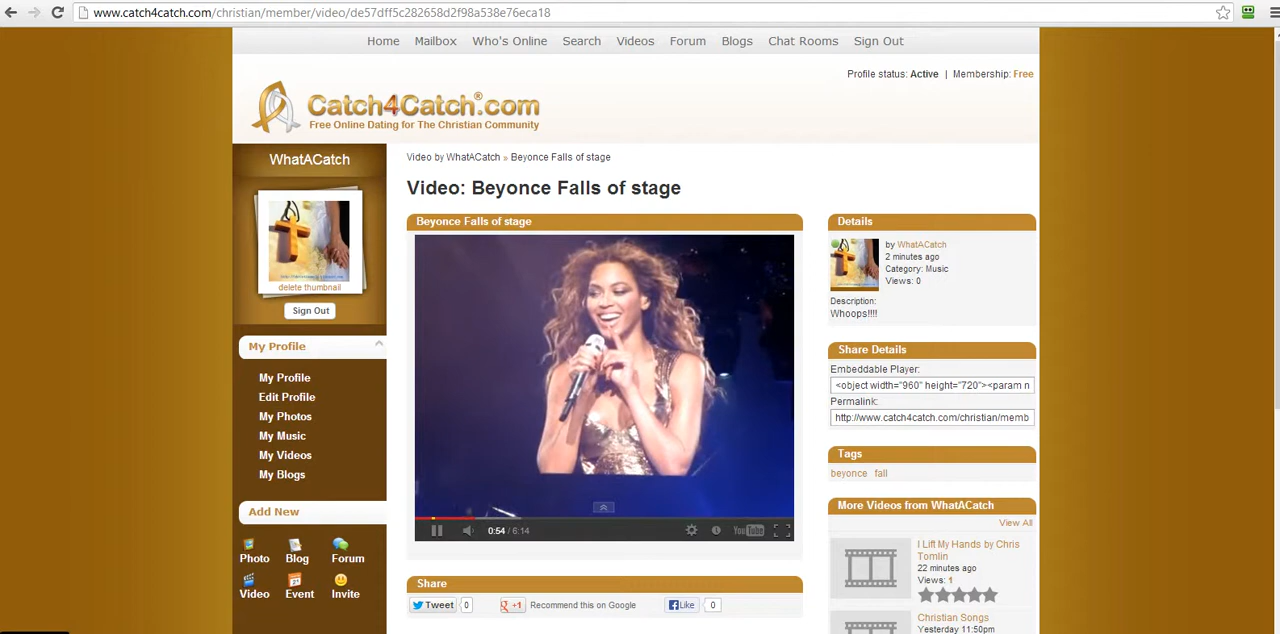 www.catch4catch.com/christian/member/video/de57dff5c282658d2f98a538e76eca18
Home Mailbox Who's Online Search Videos Forum Blogs Chat Rooms Sign Out
Profile status: Active | Membership: Free
Catch4Catch.com®
Free Online Dating for The Christian Community
WhatACatch
delete thumbnail
Sign Out
My Profile
My Profile
Edit Profile
My Photos
My Music
My Videos
My Blogs
Add New
Photo Blog Forum
Video Event Invite
Video by WhatACatch » Beyonce Falls of stage
Video: Beyonce Falls of stage
Beyonce Falls of stage
0:54 / 6:14
YouTube
Share
Tweet 0
+1 Recommend this on Google
Like 0
Details
by WhatACatch
2 minutes ago
Category: Music
Views: 0
Description:
Whoops!!!!
Share Details
Embeddable Player:
<object width="960" height="720"><param n
Permalink:
http://www.catch4catch.com/christian/memb
Tags
beyonce fall
More Videos from WhatACatch
View All
I Lift My Hands by Chris
Tomlin
22 minutes ago
Views: 1
Christian Songs
Yesterday 11:50pm